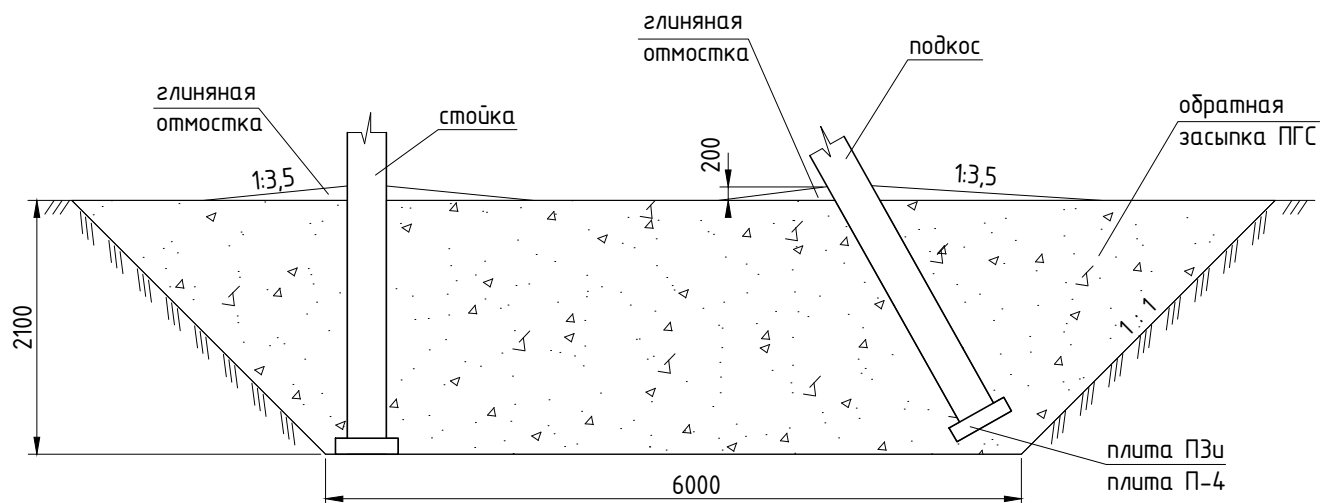 глиняная
отмостка
подкос
глиняная
отмостка
стойка
обратная
засыпка ПГС
200
1:3,5
1:3,5
2100
1:1
6000
плита П3и
плита П-4